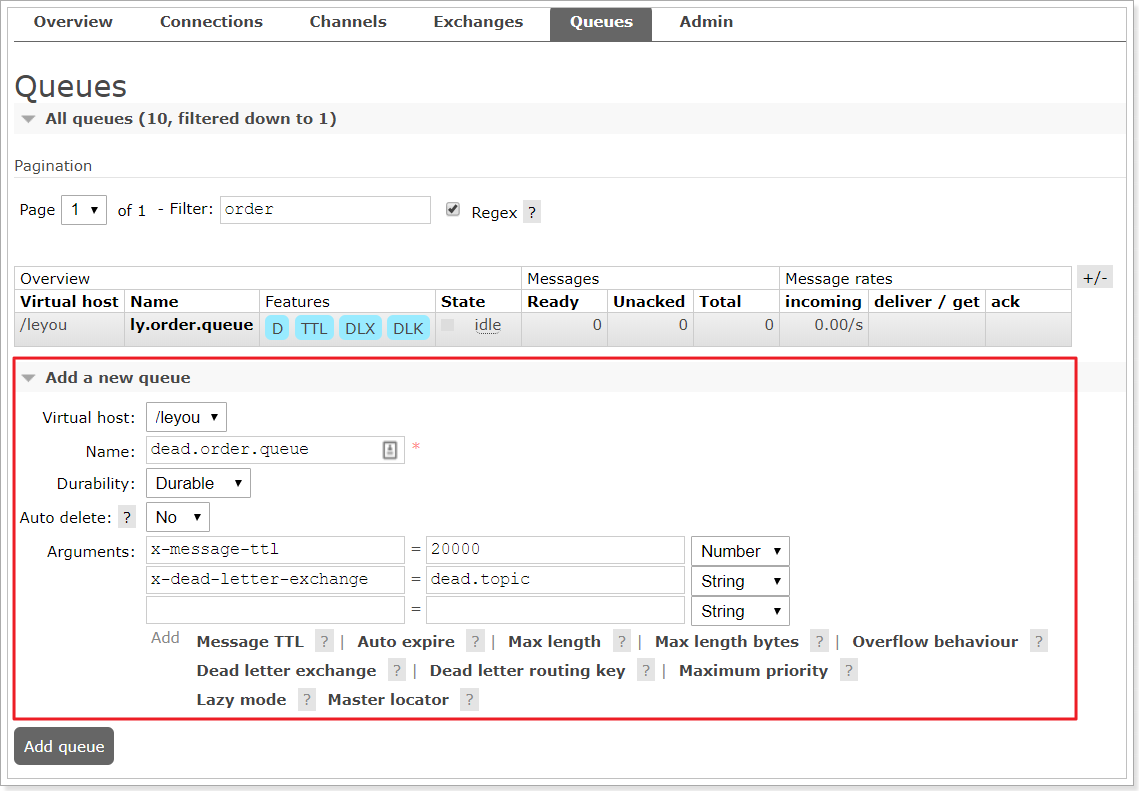 Overview Connections Channels Exchanges Queues Admin
Queues
All queues (10, filtered down to 1)
Pagination
Page 1 of 1 - Filter: order Regex ?
Overview Messages Message rates +/-
Virtual host Name Features State Ready Unacked Total incoming deliver / get ack
/leyou ly.order.queue D TTL DLX DLK idle 0 0 0 0.00/s
Add a new queue
Virtual host: /leyou
Name: dead.order.queue *
Durability: Durable
Auto delete: ? No
Arguments: x-message-ttl = 20000 Number
x-dead-letter-exchange = dead.topic String
= String
Add Message TTL ? | Auto expire ? | Max length ? | Max length bytes ? | Overflow behaviour ?
Dead letter exchange ? | Dead letter routing key ? | Maximum priority ?
Lazy mode ? Master locator ?
Add queue